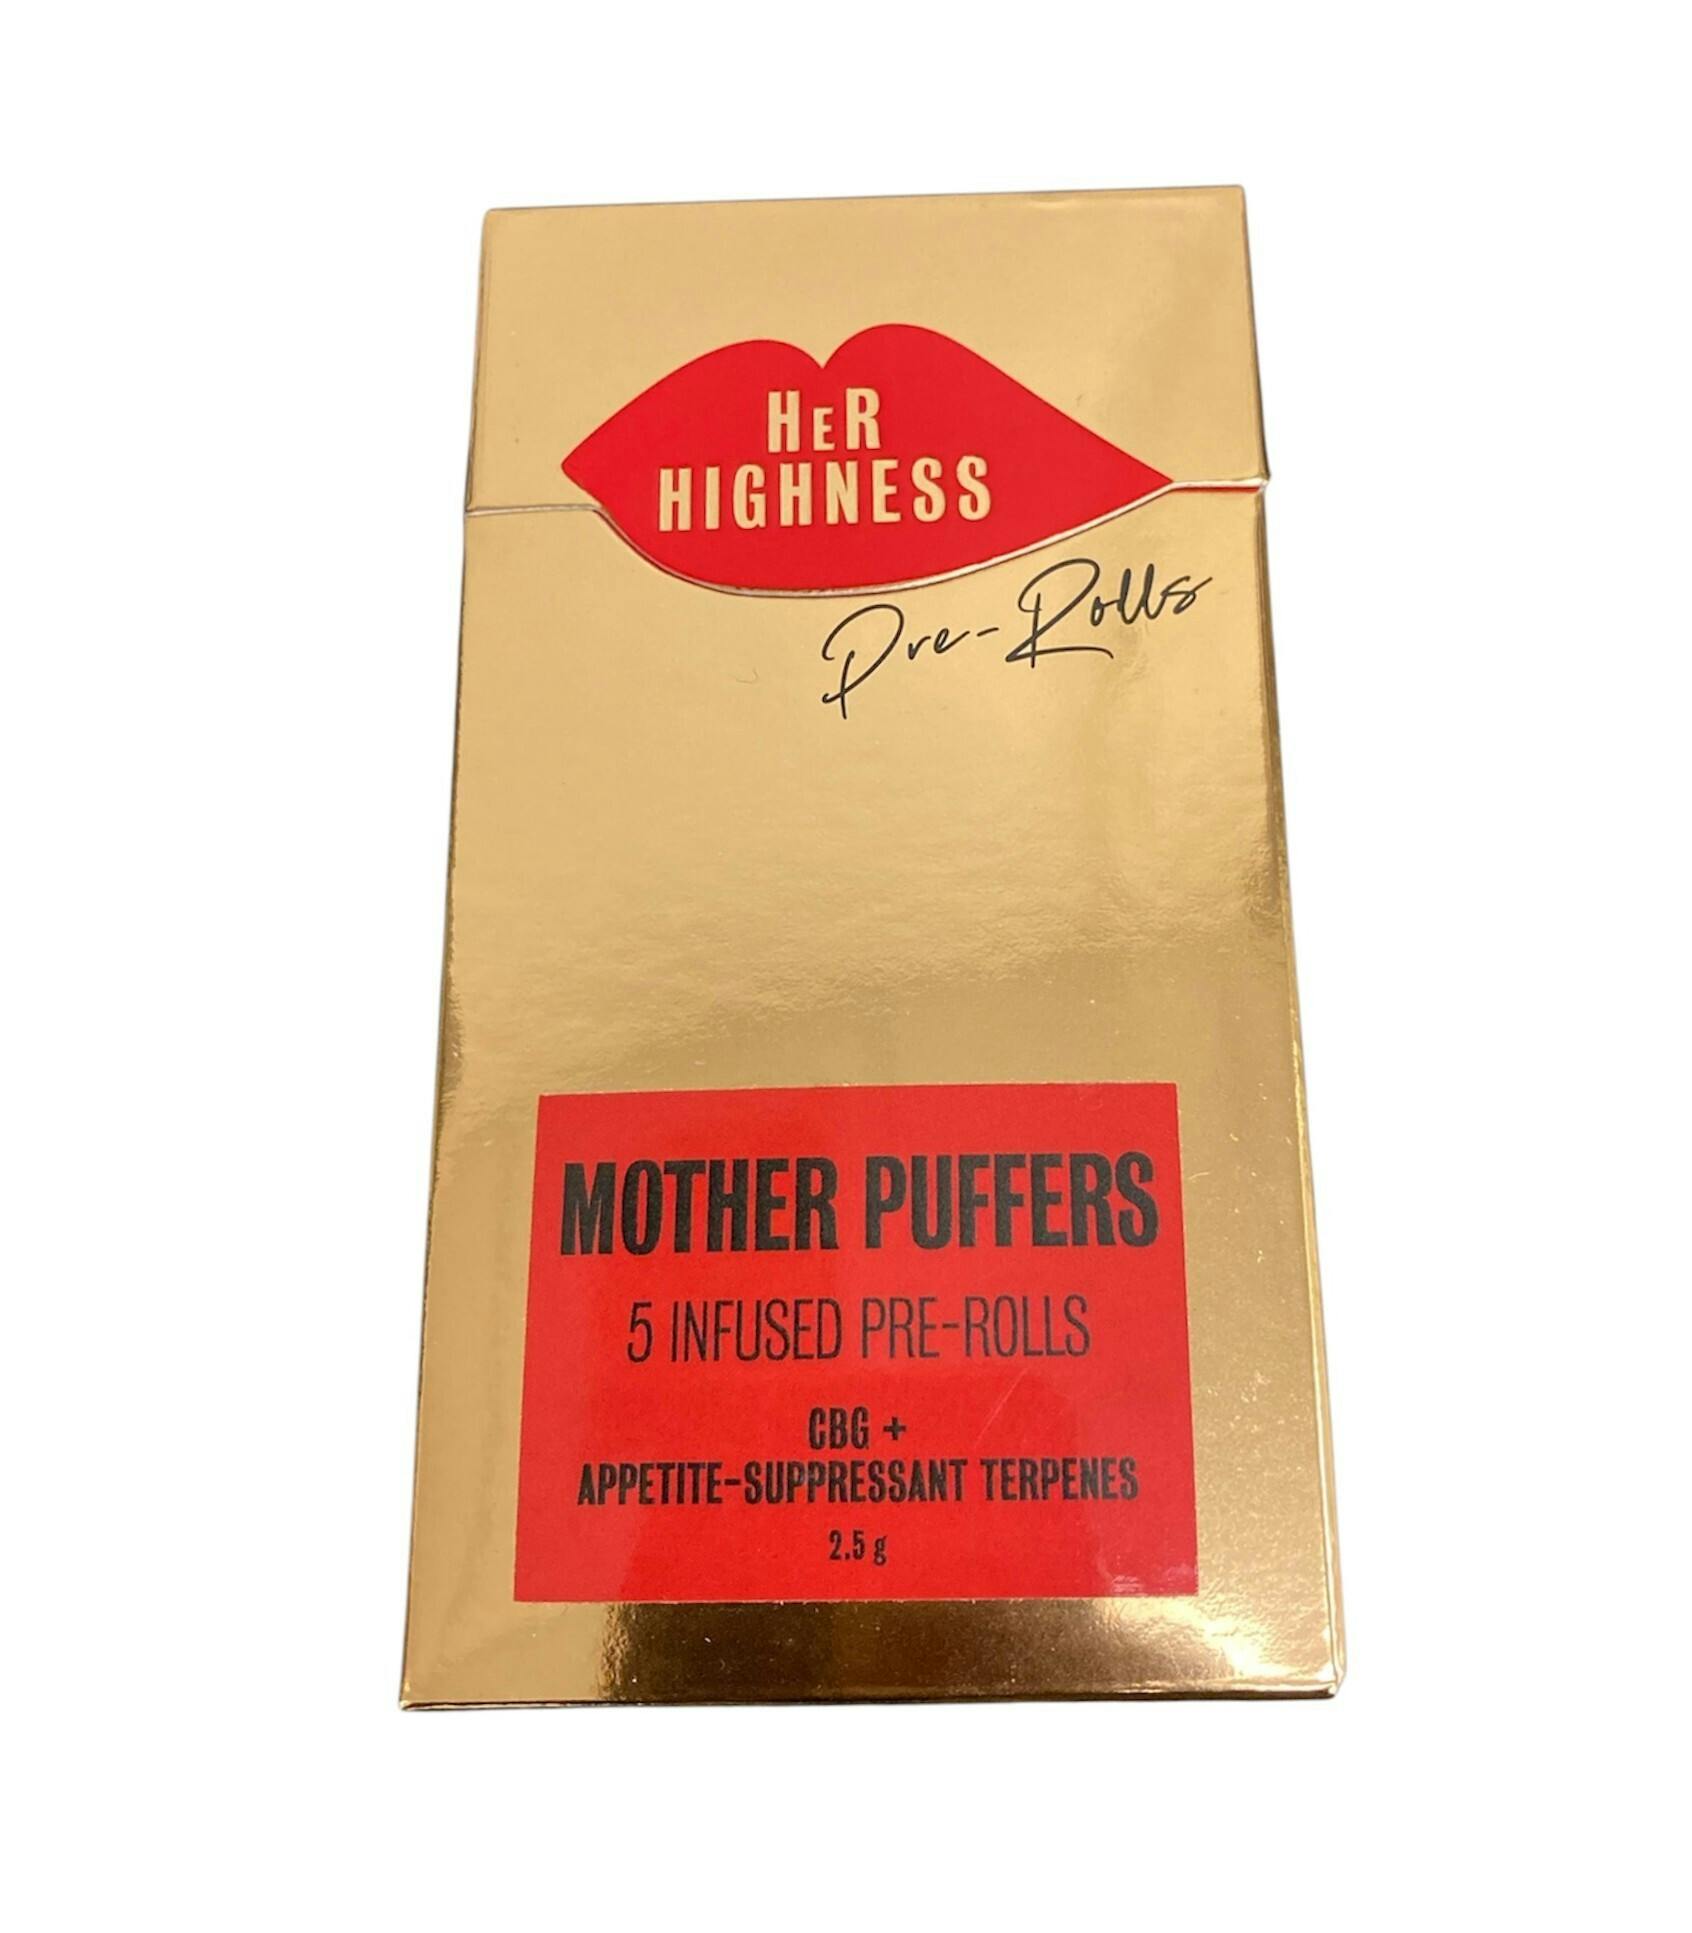 HeR
HIGHNESS
Pre-Rolls
MOTHER PUFFERS
5 INFUSED PRE-ROLLS
CBG +
APPETITE-SUPPRESSANT TERPENES
2.5 g